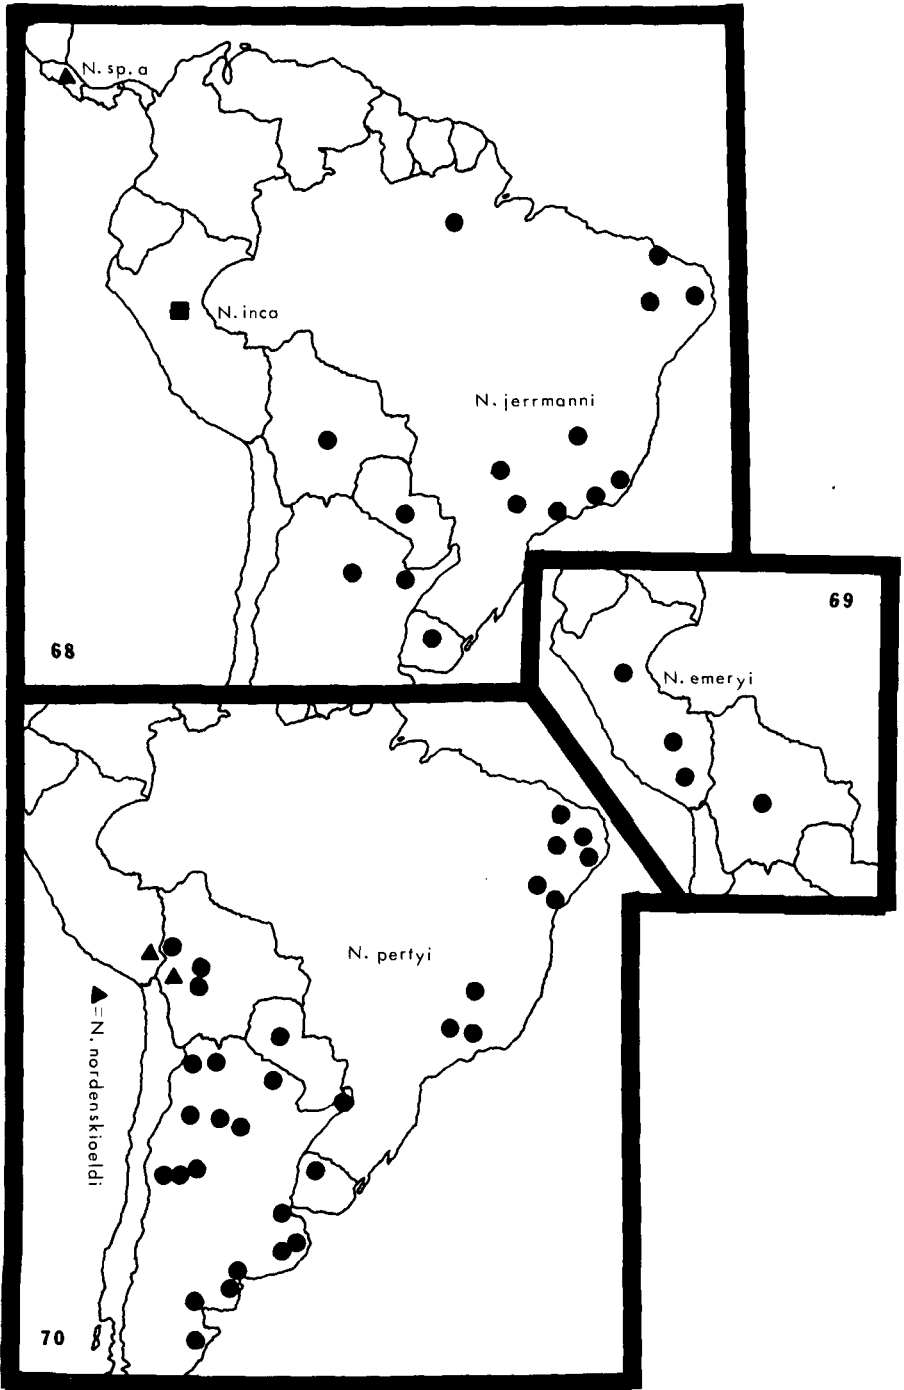 N. sp. a
N. inca
N. jerrmanni
68
69
N. emeryi
N. pertyi
▲ = N. nordenskioeldi
70